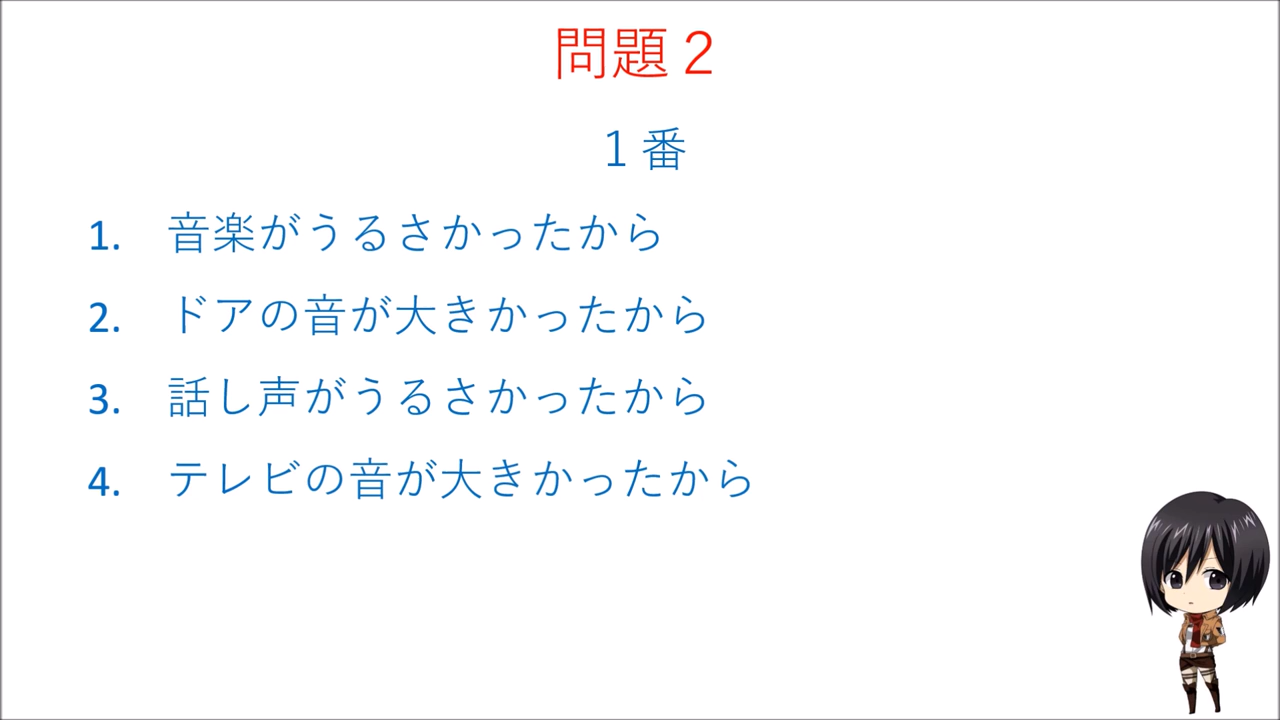 問題２
１番
1. 音楽がうるさかったから
2. ドアの音が大きかったから
3. 話し声がうるさかったから
4. テレビの音が大きかったから